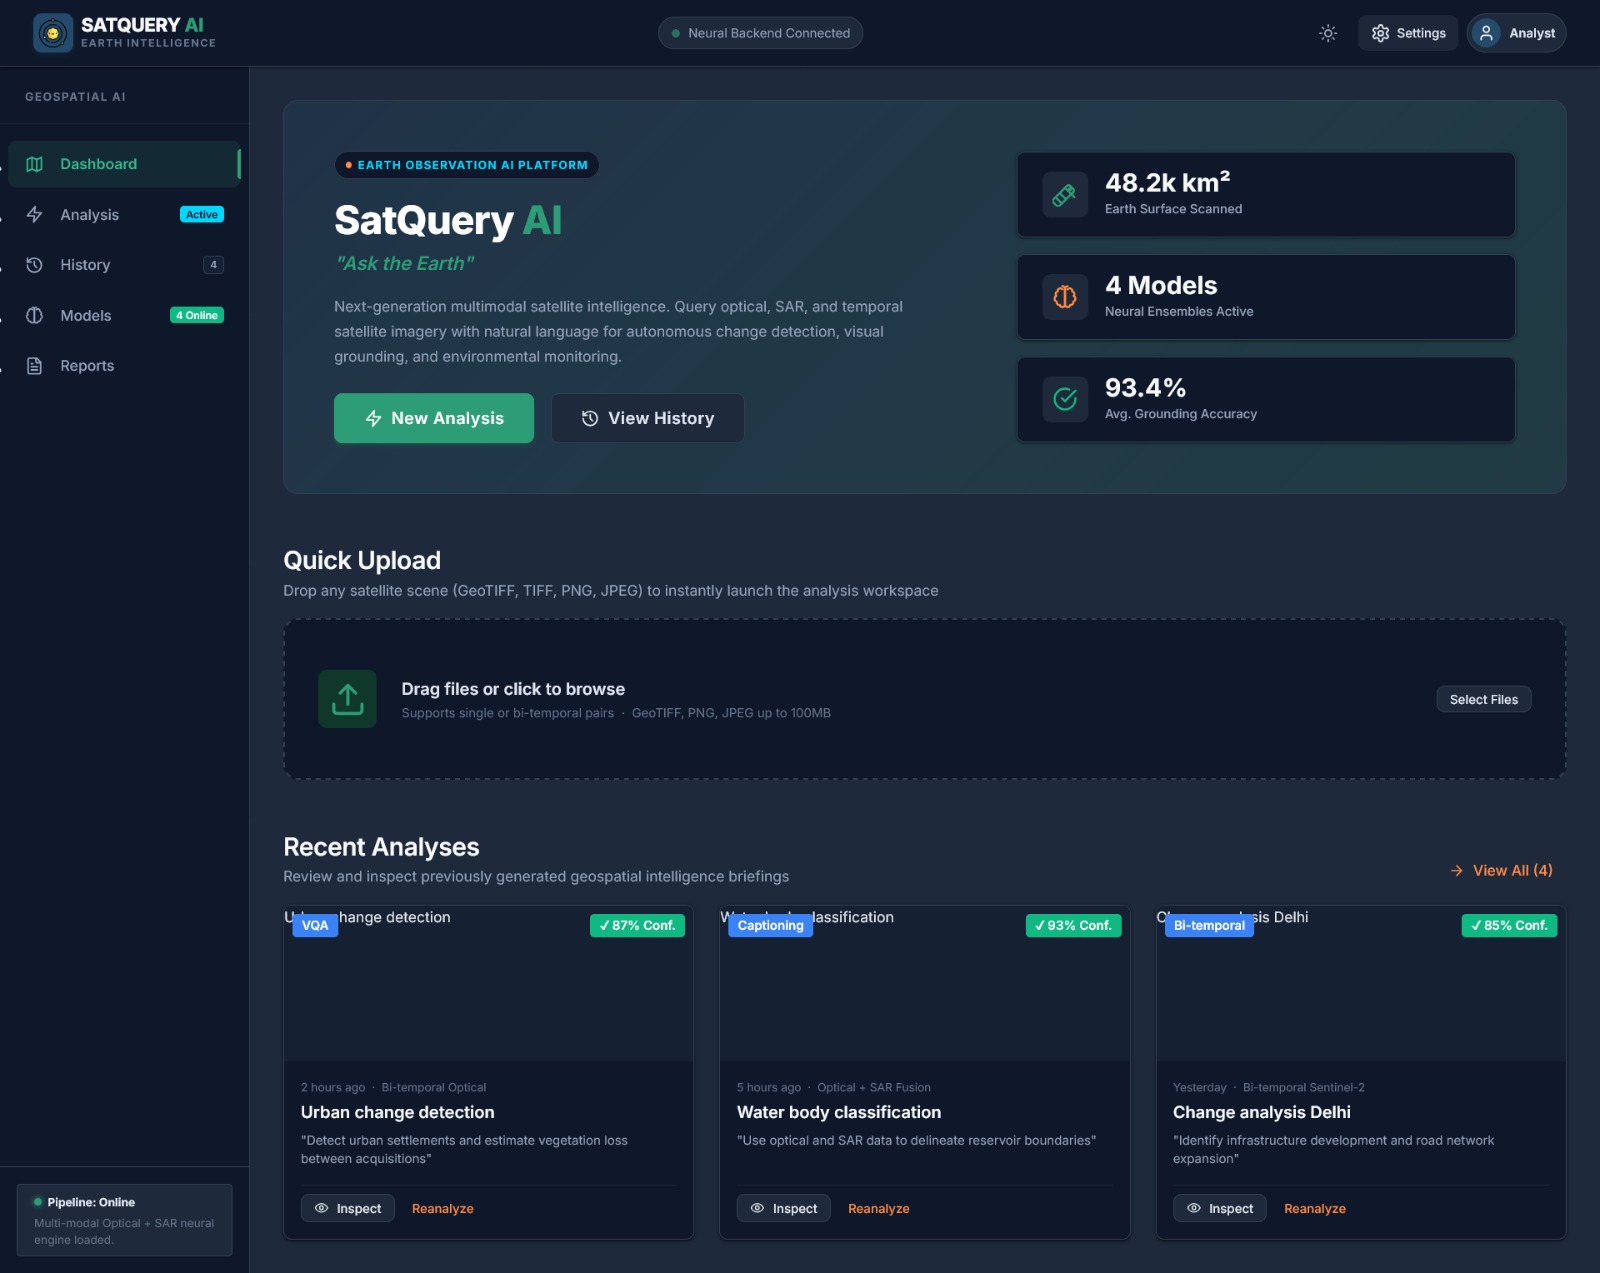 SATQUERY AI
EARTH INTELLIGENCE
Neural Backend Connected
Settings
Analyst
GEOSPATIAL AI
Dashboard
Analysis
Active
History
4
Models
4 Online
Reports
Pipeline: Online
Multi-modal Optical + SAR neural
engine loaded.
EARTH OBSERVATION AI PLATFORM
SatQuery AI
"Ask the Earth"
Next-generation multimodal satellite intelligence. Query optical, SAR, and temporal
satellite imagery with natural language for autonomous change detection, visual
grounding, and environmental monitoring.
New Analysis
View History
48.2k km²
Earth Surface Scanned
4 Models
Neural Ensembles Active
93.4%
Avg. Grounding Accuracy
Quick Upload
Drop any satellite scene (GeoTIFF, TIFF, PNG, JPEG) to instantly launch the analysis workspace
Drag files or click to browse
Supports single or bi-temporal pairs · GeoTIFF, PNG, JPEG up to 100MB
Select Files
Recent Analyses
Review and inspect previously generated geospatial intelligence briefings
→ View All (4)
change detection
VQA
✓ 87% Conf.
2 hours ago · Bi-temporal Optical
Urban change detection
"Detect urban settlements and estimate vegetation loss
between acquisitions"
Inspect
Reanalyze
classification
Captioning
✓ 93% Conf.
5 hours ago · Optical + SAR Fusion
Water body classification
"Use optical and SAR data to delineate reservoir boundaries"
Inspect
Reanalyze
Delhi
Bi-temporal
✓ 85% Conf.
Yesterday · Bi-temporal Sentinel-2
Change analysis Delhi
"Identify infrastructure development and road network
expansion"
Inspect
Reanalyze